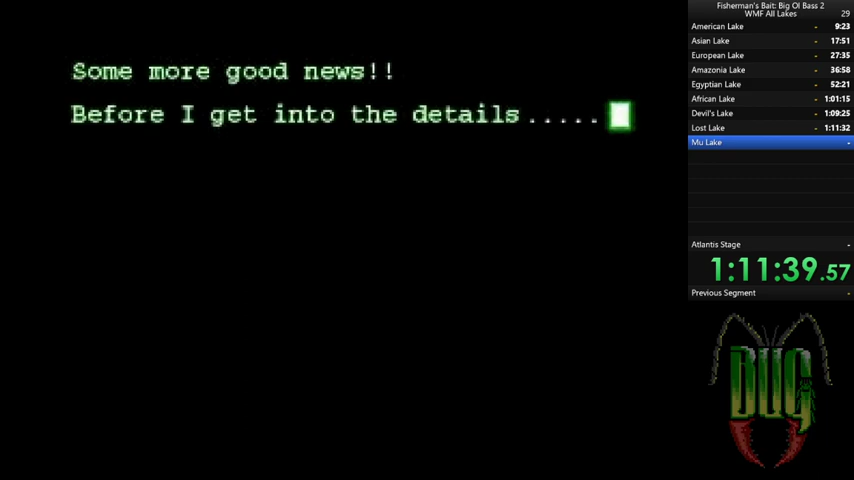 Some more good news!!
Before I get into the details.....
Fisherman's Bait: Big Ol Bass 2
WMF All Lakes 29
American Lake - 9:23
Asian Lake - 17:51
European Lake - 27:35
Amazonia Lake - 36:58
Egyptian Lake - 52:21
African Lake - 1:01:15
Devil's Lake - 1:09:25
Lost Lake - 1:11:32
Mu Lake -
Atlantis Stage -
1:11:39.57
Previous Segment -
BUG